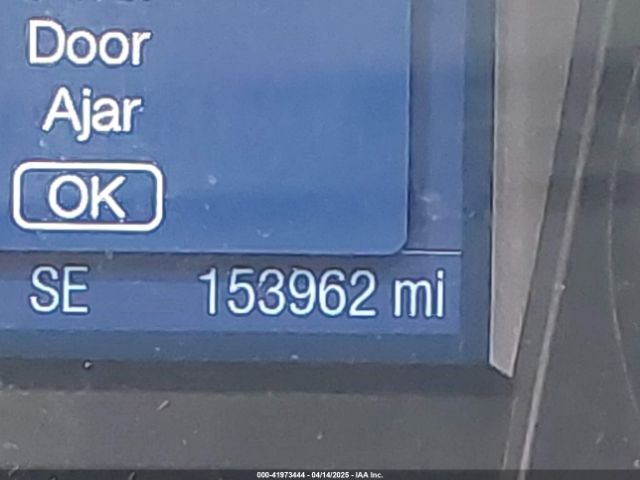 Door
Ajar
OK
SE 153962 mi
000-41973444 - 04/14/2025 - IAA Inc.